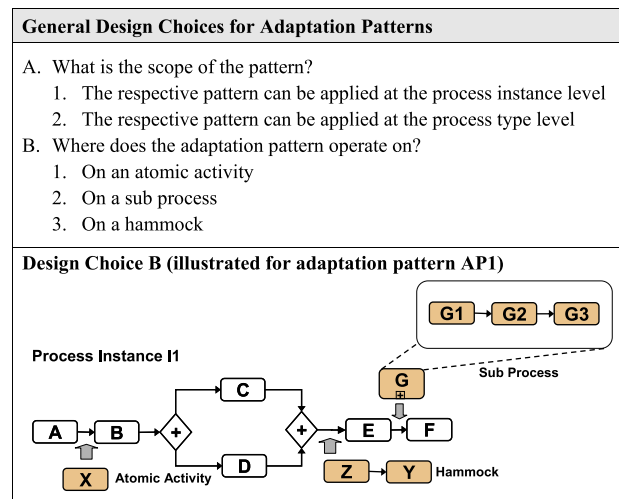 General Design Choices for Adaptation Patterns
A. What is the scope of the pattern?
1. The respective pattern can be applied at the process instance level
2. The respective pattern can be applied at the process type level
B. Where does the adaptation pattern operate on?
1. On an atomic activity
2. On a sub process
3. On a hammock
Design Choice B (illustrated for adaptation pattern AP1)
G1 G2 G3
Process Instance I1
Sub Process
G
+
C
A B + + E F
D
X Atomic Activity
Z Y Hammock